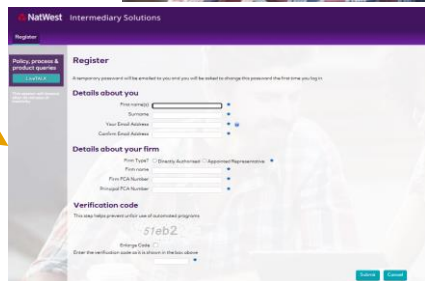 NatWest Intermediary Solutions
Register
Policy, process & product queries
Register
A temporary password will be emailed to you and you will be asked to change this password the first time you log in
Details about you
First name(s)
Surname
Your Email Address
Confirm Email Address
Details about your firm
Firm Type? Directly Authorised Appointed Representative
Firm name
Firm FCA Number
Principal FCA Number
Verification code
This step helps prevent unfair use of automated programs
51eb2
Enlarge Code
Enter the verification code as it is shown in the box above
Submit Cancel